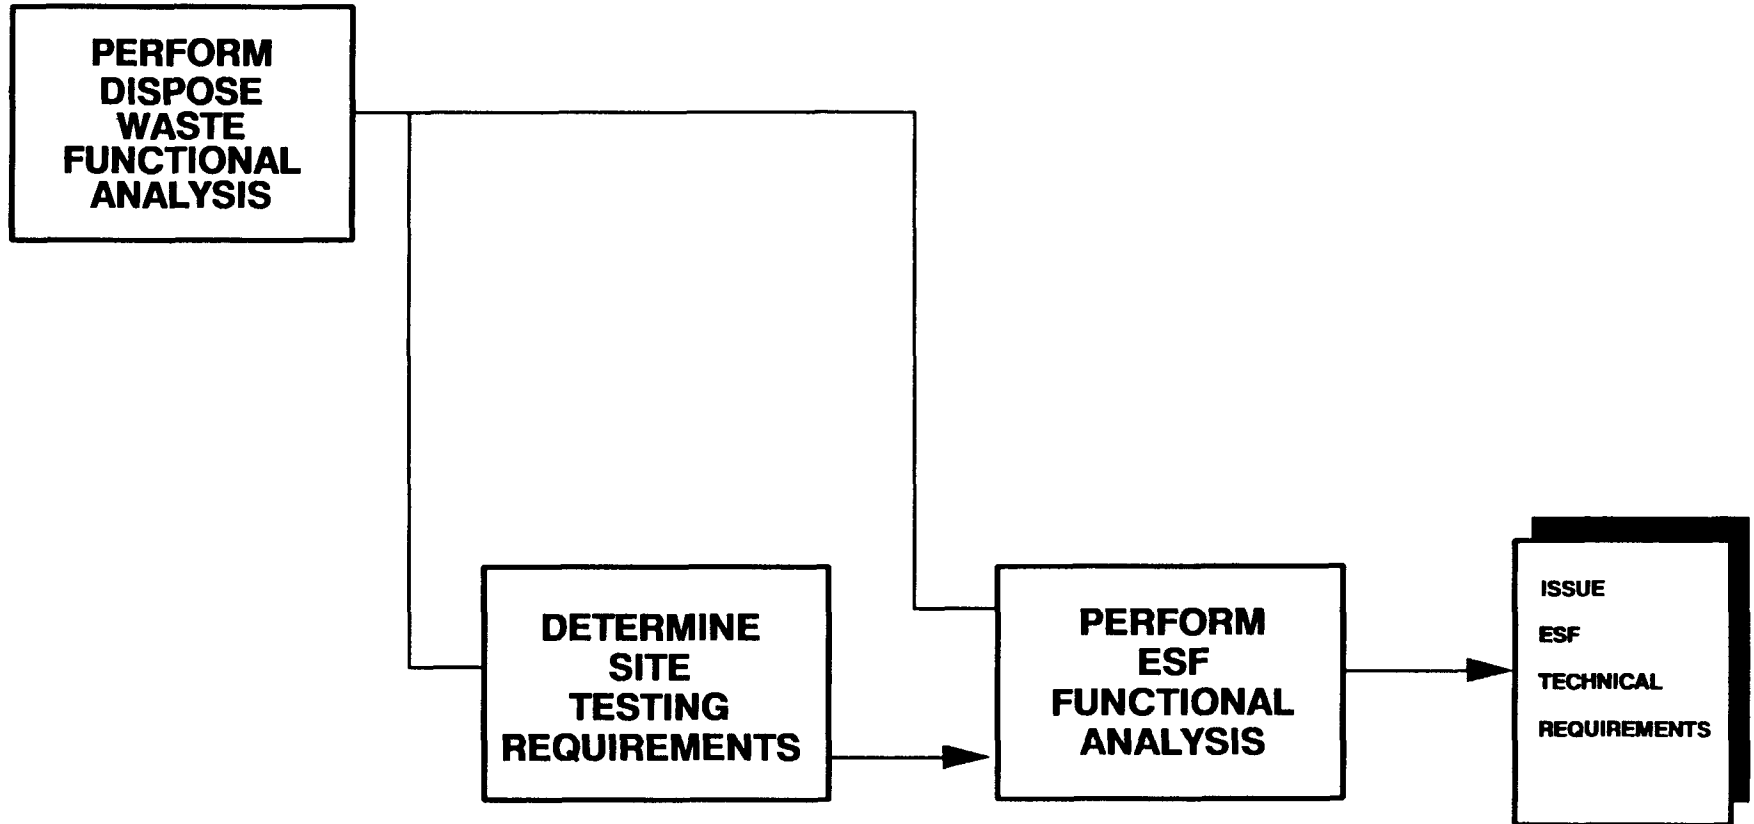 PERFORM
DISPOSE
WASTE
FUNCTIONAL
ANALYSIS
DETERMINE
SITE
TESTING
REQUIREMENTS
PERFORM
ESF
FUNCTIONAL
ANALYSIS
ISSUE
ESF
TECHNICAL
REQUIREMENTS